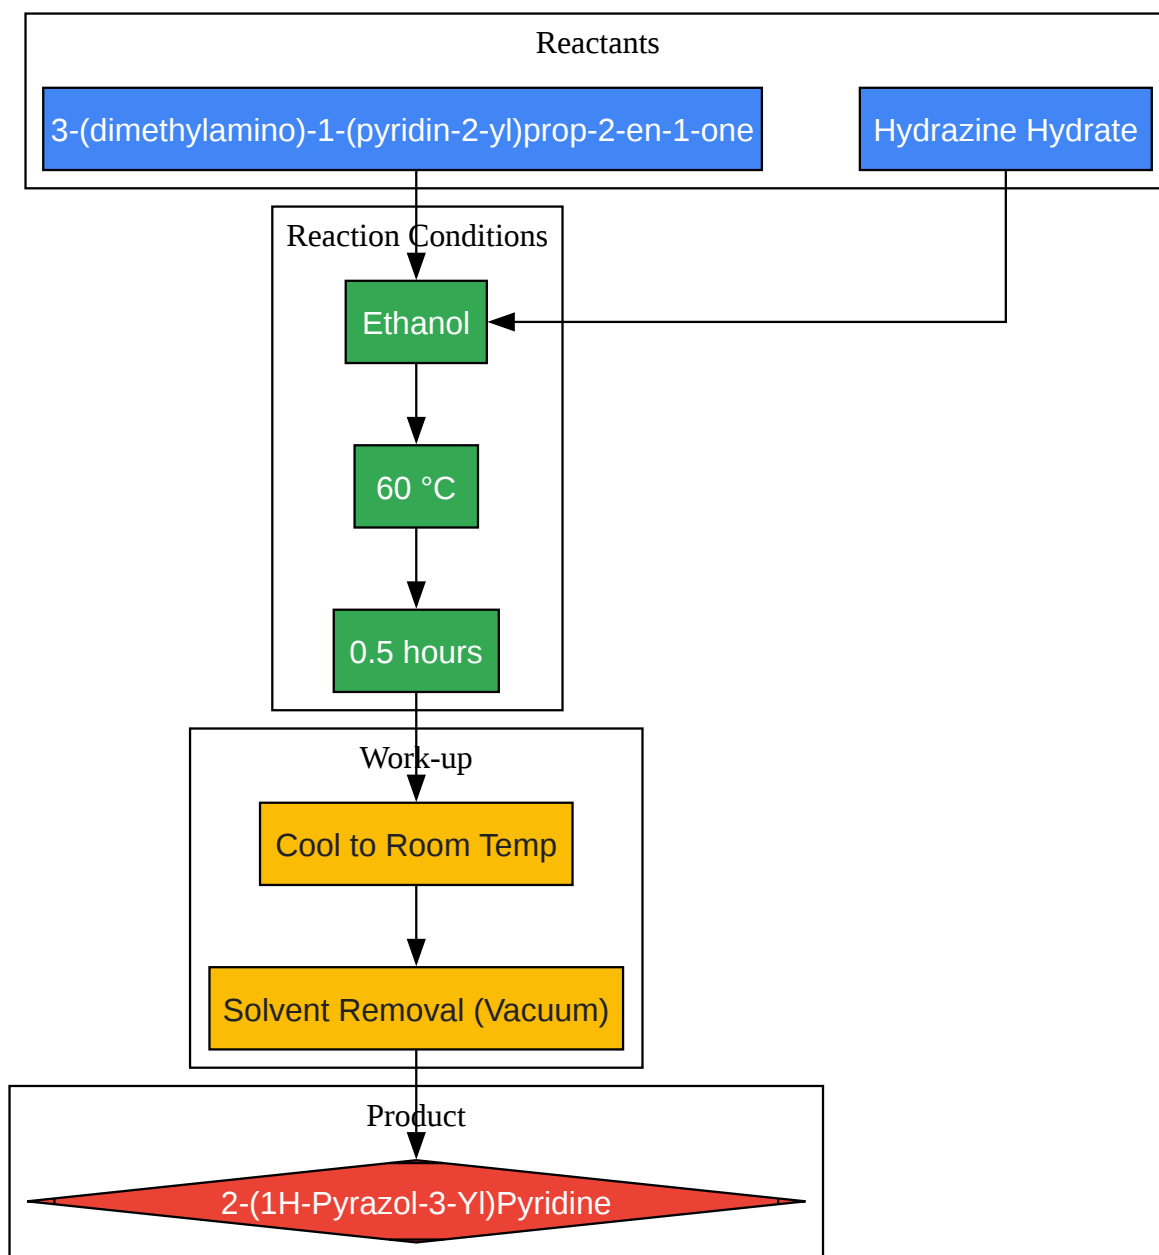 Reactants
3-(dimethylamino)-1-(pyridin-2-yl)prop-2-en-1-one
Hydrazine Hydrate
Reaction Conditions
Ethanol
60 °C
0.5 hours
Work-up
Cool to Room Temp
Solvent Removal (Vacuum)
Product
2-(1H-Pyrazol-3-Yl)Pyridine